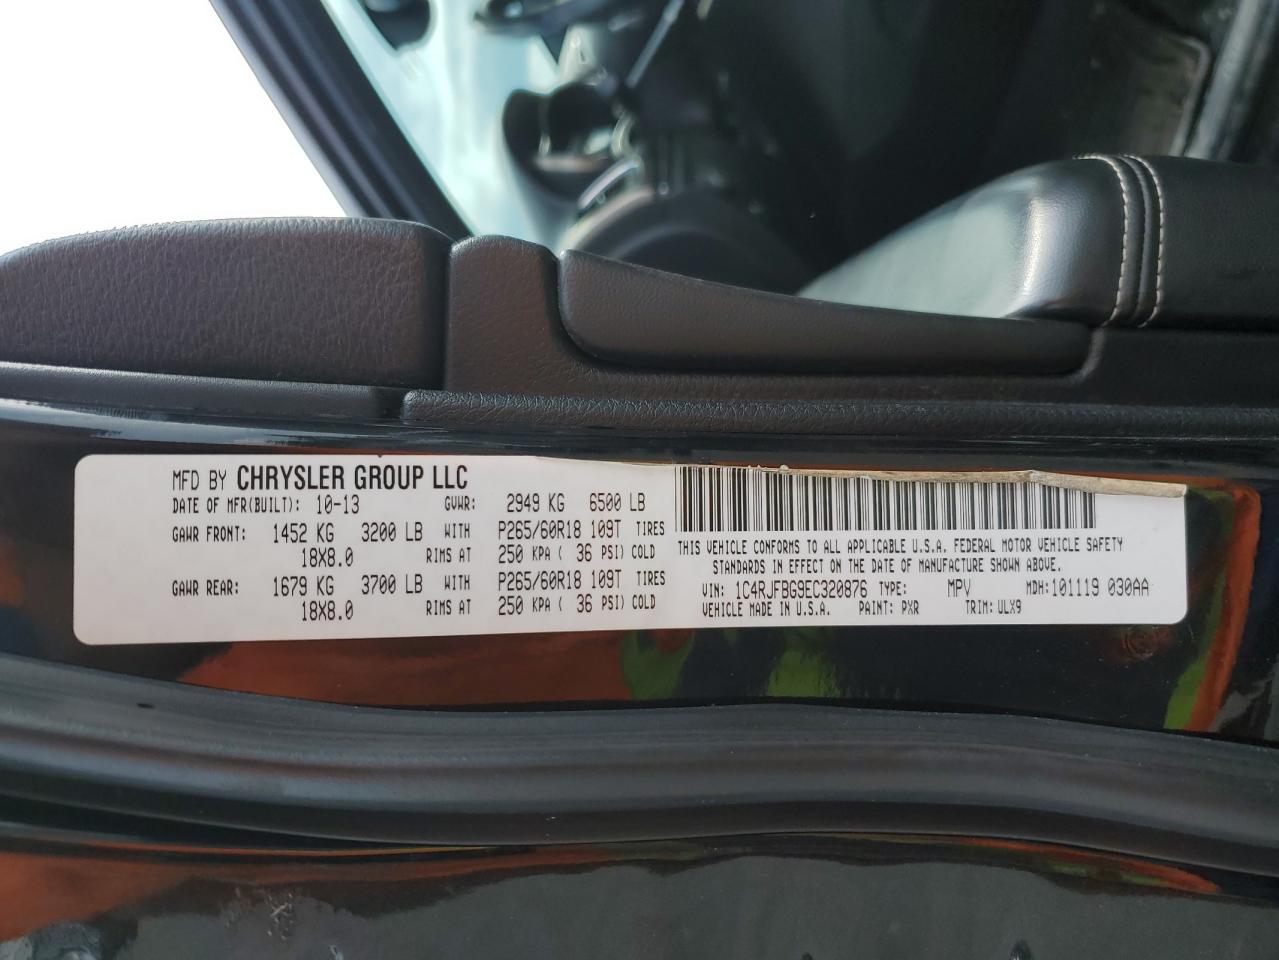 MFD BY CHRYSLER GROUP LLC
DATE OF MFR(BUILT): 10-13 GVWR: 2949 KG 6500 LB
GAWR FRONT: 1452 KG 3200 LB WITH P265/60R18 109T TIRES
18X8.0 RIMS AT 250 KPA ( 36 PSI) COLD
GAWR REAR: 1679 KG 3700 LB WITH P265/60R18 109T TIRES
18X8.0 RIMS AT 250 KPA ( 36 PSI) COLD
THIS VEHICLE CONFORMS TO ALL APPLICABLE U.S.A. FEDERAL MOTOR VEHICLE SAFETY
STANDARDS IN EFFECT ON THE DATE OF MANUFACTURE SHOWN ABOVE.
VIN: 1C4RJFBG9EC320876 TYPE: MPV MDH:101119 030AA
VEHICLE MADE IN U.S.A. PAINT: PXR TRIM: ULX9